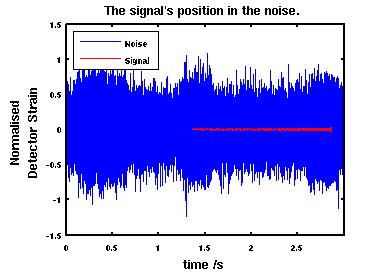 The signal's position in the noise.
1.5
Noise
Signal
1
0.5
0
-0.5
-1
-1.5
Normalised
Detector Strain
0 0.5 1 1.5 2 2.5
time /s